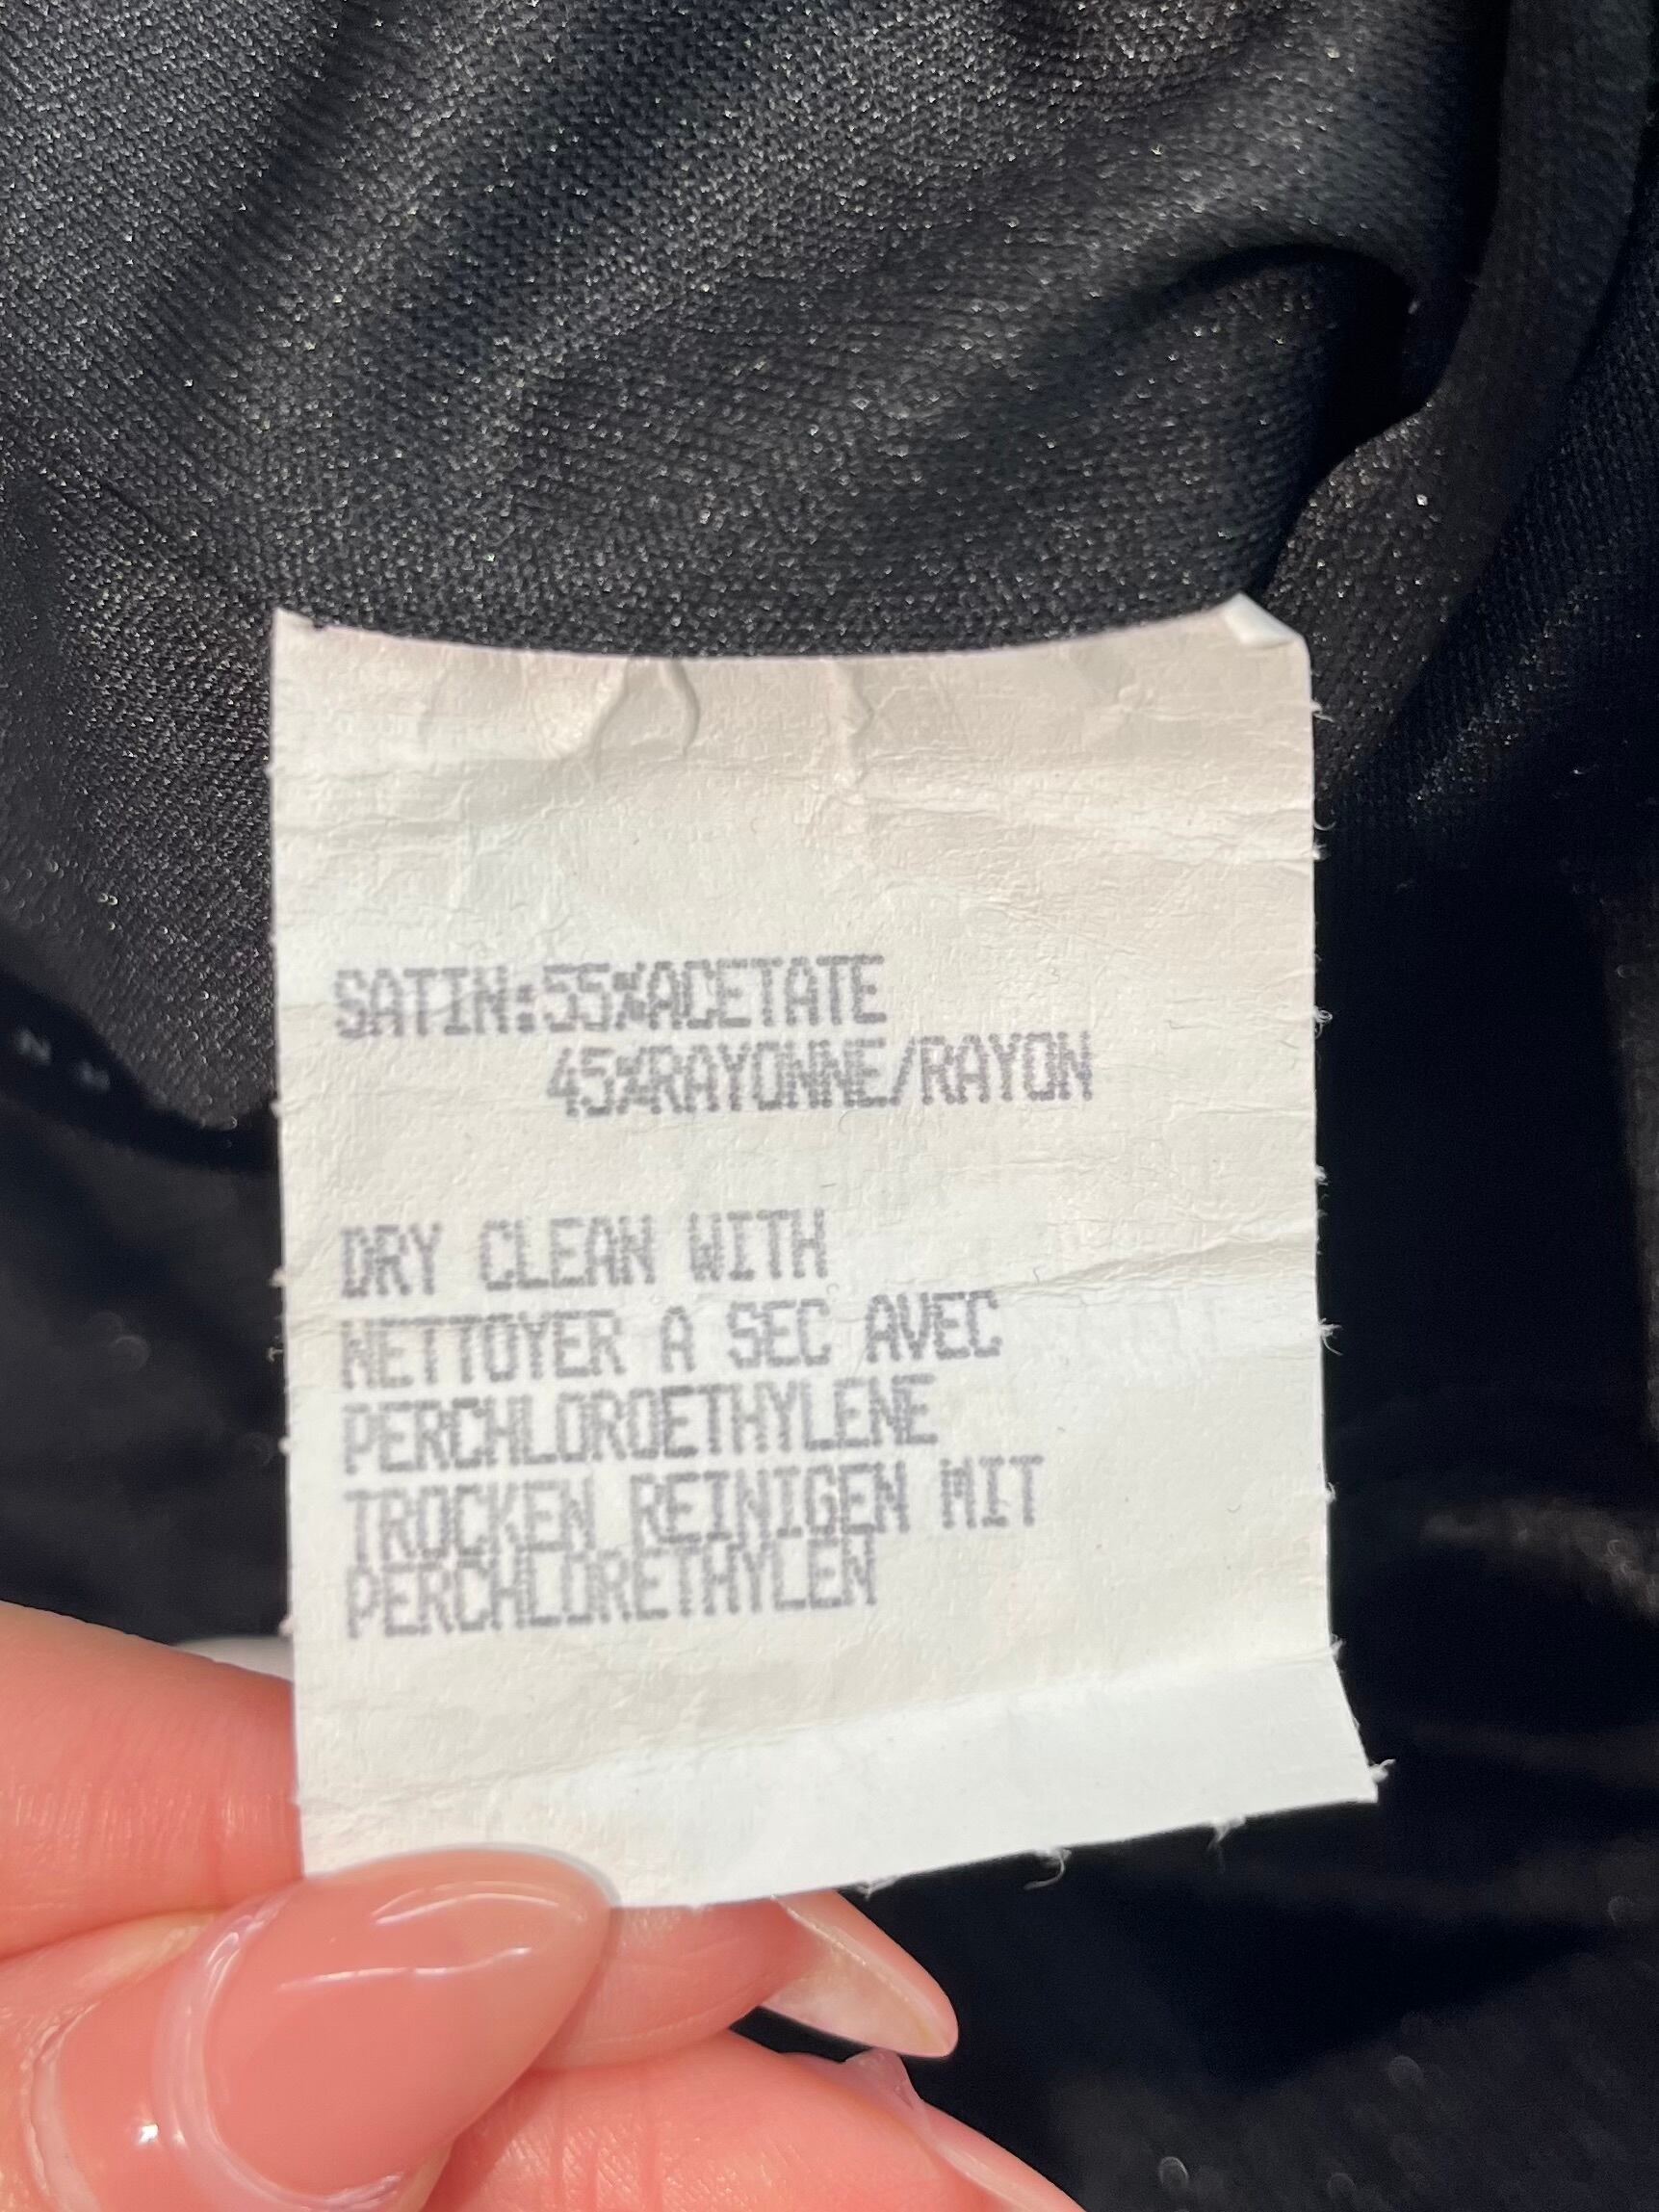 SATIN:55%ACETATE
45%RAYONNE/RAYON
DRY CLEAN WITH
NETTOYER A SEC AVEC
PERCHLOROETHYLENE
TROCKEN REINIGEN MIT
PERCHLORETHYLEN